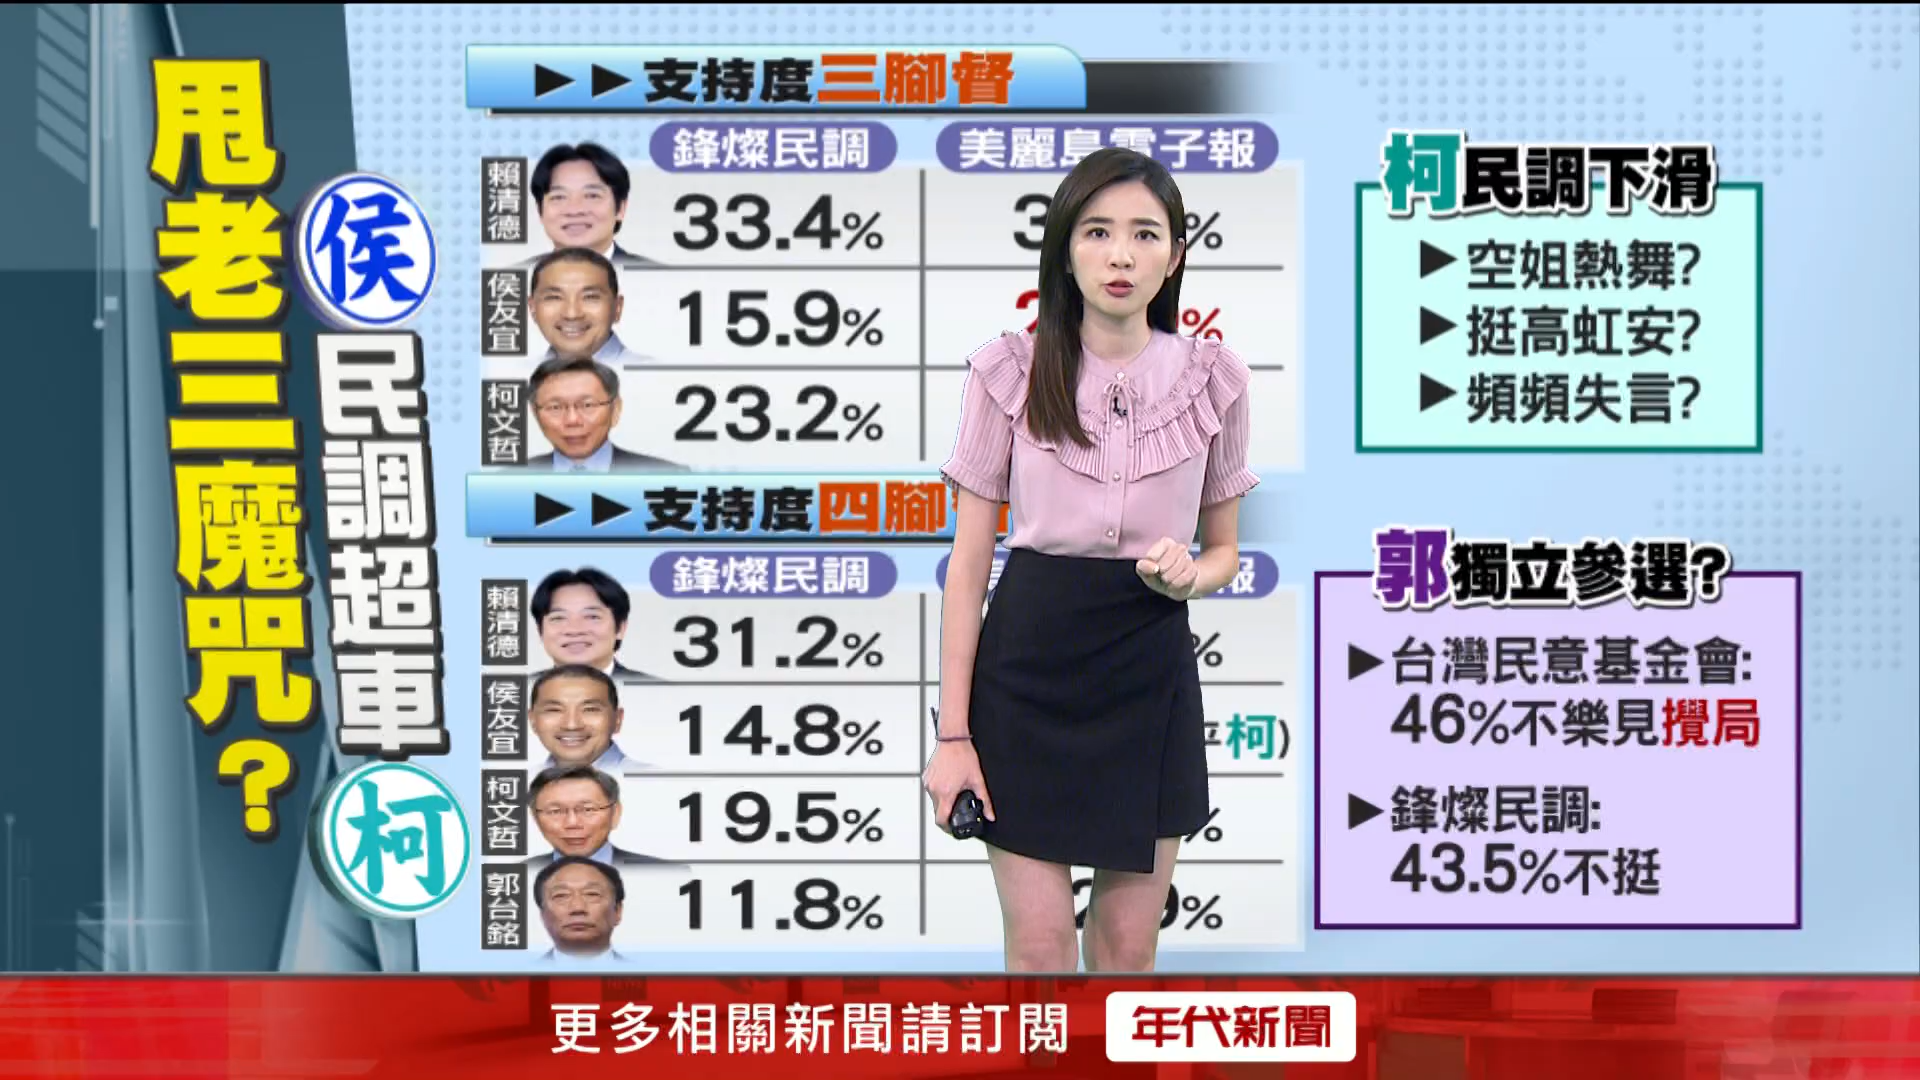 甩老三魔咒?
侯民調超車柯
▶▶支持度三腳督
鋒燦民調
賴清德
33.4%
侯友宜
15.9%
柯文哲
23.2%
▶▶支持度四腳
鋒燦民調
賴清德
31.2%
侯友宜
14.8%
柯)
柯文哲
19.5%
郭台銘
11.8%
柯民調下滑
▶空姐熱舞?
▶挺高虹安?
▶頻頻失言?
郭獨立參選?
▶台灣民意基金會:
46%不樂見攪局
▶鋒燦民調:
43.5%不挺
更多相關新聞請訂閱 年代新聞